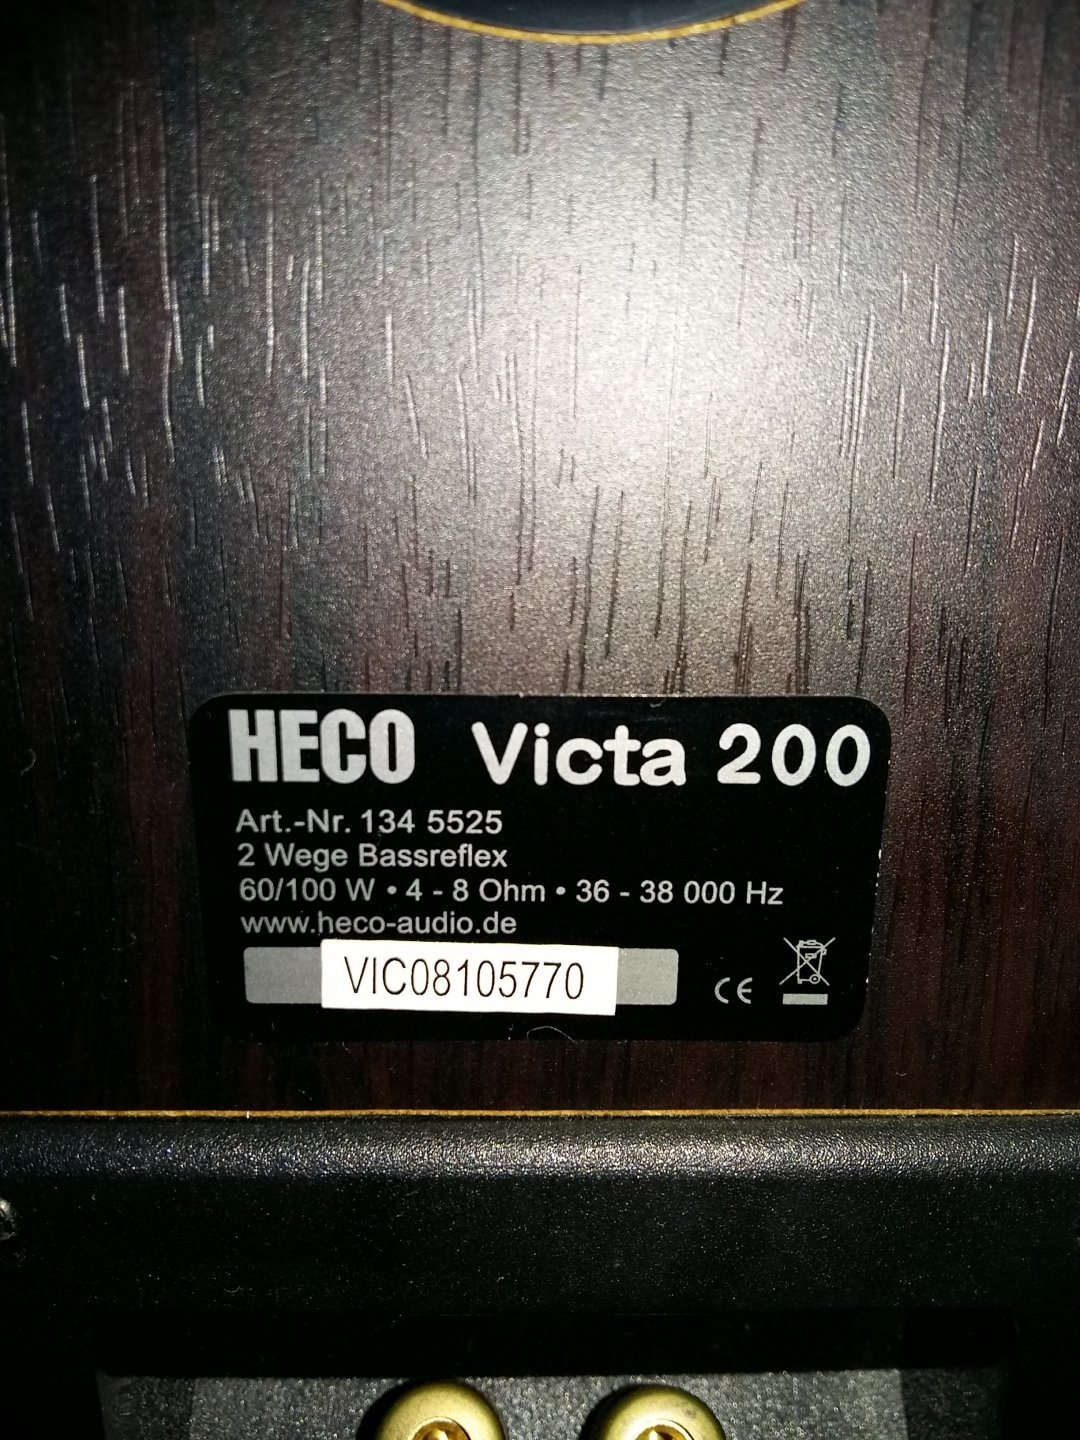 HECO Victa 200
Art.-Nr. 134 5525
2 Wege Bassreflex
60/100 W • 4 - 8 Ohm • 36 - 38 000 Hz
www.heco-audio.de
VIC08105770
CE